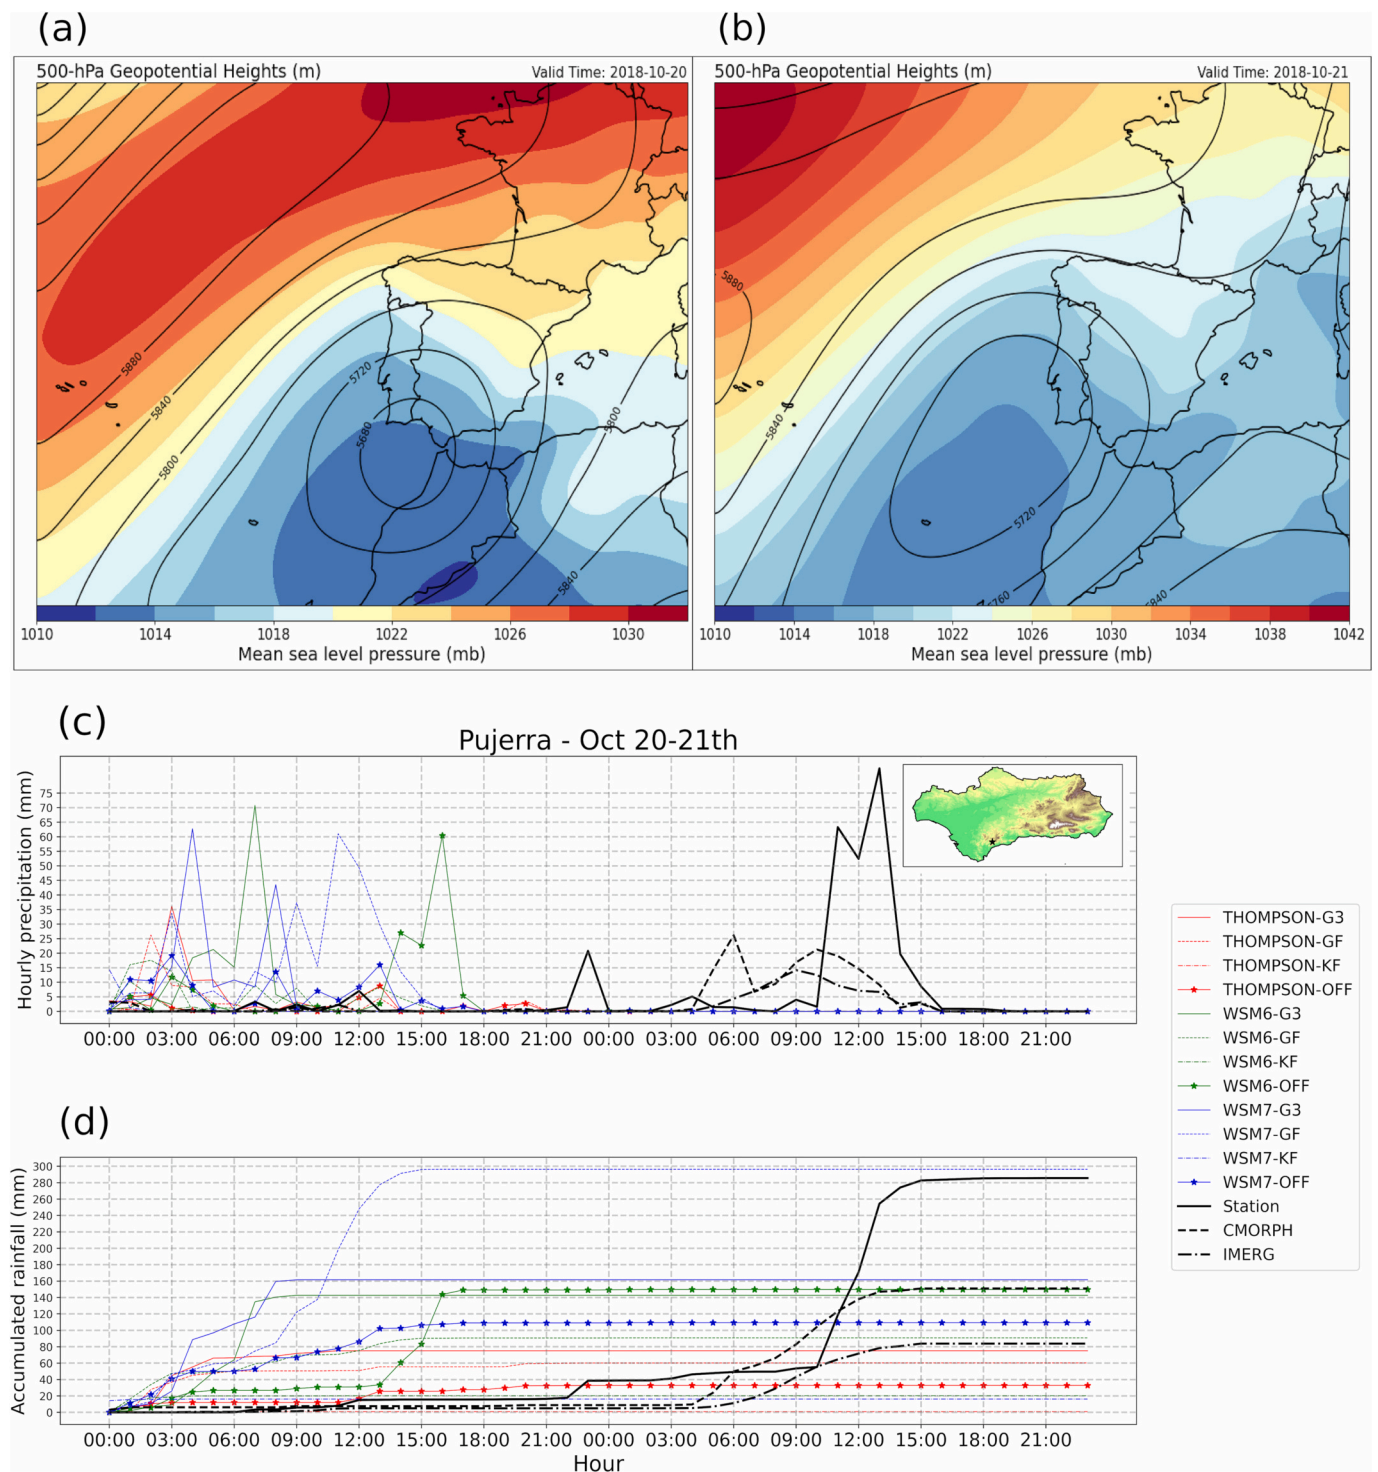 (a)
(b)
500-hPa Geopotential Heights (m) Valid Time: 2018-10-20
500-hPa Geopotential Heights (m) Valid Time: 2018-10-21
5880
5840
5800
5720
5680
5800
5840
1010 1014 1018 1022 1026 1030
Mean sea level pressure (mb)
5880
5840
5720
5760
5840
1010 1014 1018 1022 1026 1030 1034 1038 1042
Mean sea level pressure (mb)
(c)
Pujerra - Oct 20-21th
Hourly precipitation (mm)
75
70
65
60
55
50
45
40
35
30
25
20
15
10
5
0
00:00 03:00 06:00 09:00 12:00 15:00 18:00 21:00 00:00 03:00 06:00 09:00 12:00 15:00 18:00 21:00
(d)
Accumulated rainfall (mm)
300
280
260
240
220
200
180
160
140
120
100
80
60
40
20
0
00:00 03:00 06:00 09:00 12:00 15:00 18:00 21:00 00:00 03:00 06:00 09:00 12:00 15:00 18:00 21:00
Hour
THOMPSON-G3
THOMPSON-GF
THOMPSON-KF
THOMPSON-OFF
WSM6-G3
WSM6-GF
WSM6-KF
WSM6-OFF
WSM7-G3
WSM7-GF
WSM7-KF
WSM7-OFF
Station
CMORPH
IMERG